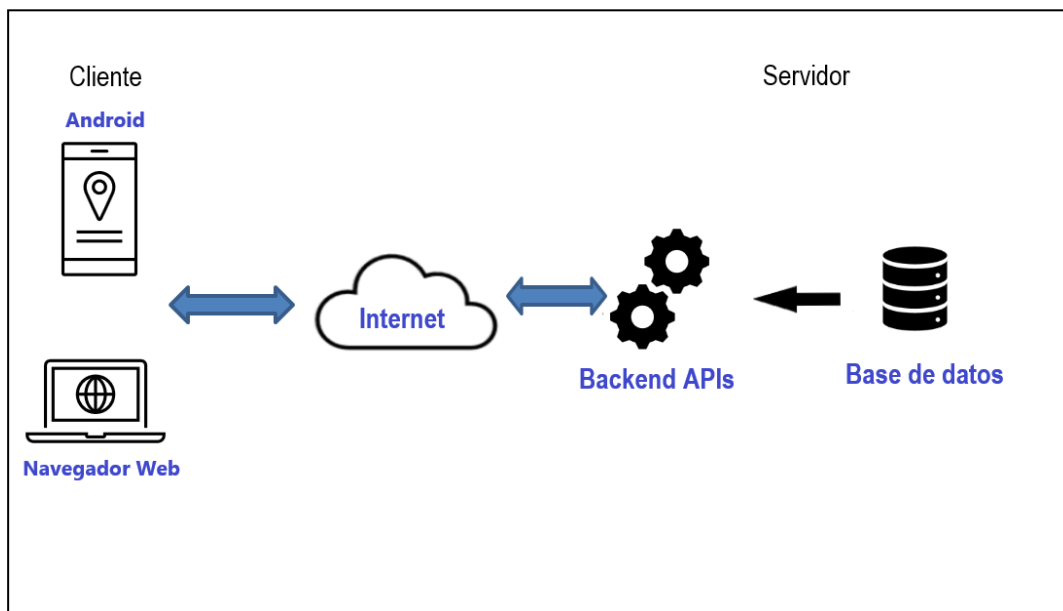 Cliente
Servidor
Android
Internet
Backend APIs
Base de datos
Navegador Web